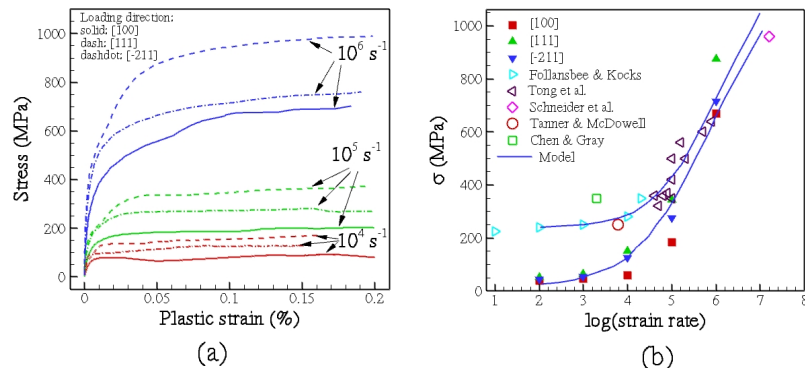 Loading direction:
solid: [100]
dash: [111]
dashdot: [-211]
10⁶ s⁻¹
10⁵ s⁻¹
10⁴ s⁻¹
Stress (MPa)
1000
800
600
400
200
0
0 0.05 0.1 0.15 0.2
Plastic strain (%)
(a)
[100]
[111]
[-211]
Follansbee & Kocks
Tong et al.
Schneider et al.
Tanner & McDowell
Chen & Gray
Model
σ (MPa)
1000
800
600
400
200
0
1 2 3 4 5 6 7 8
log(strain rate)
(b)